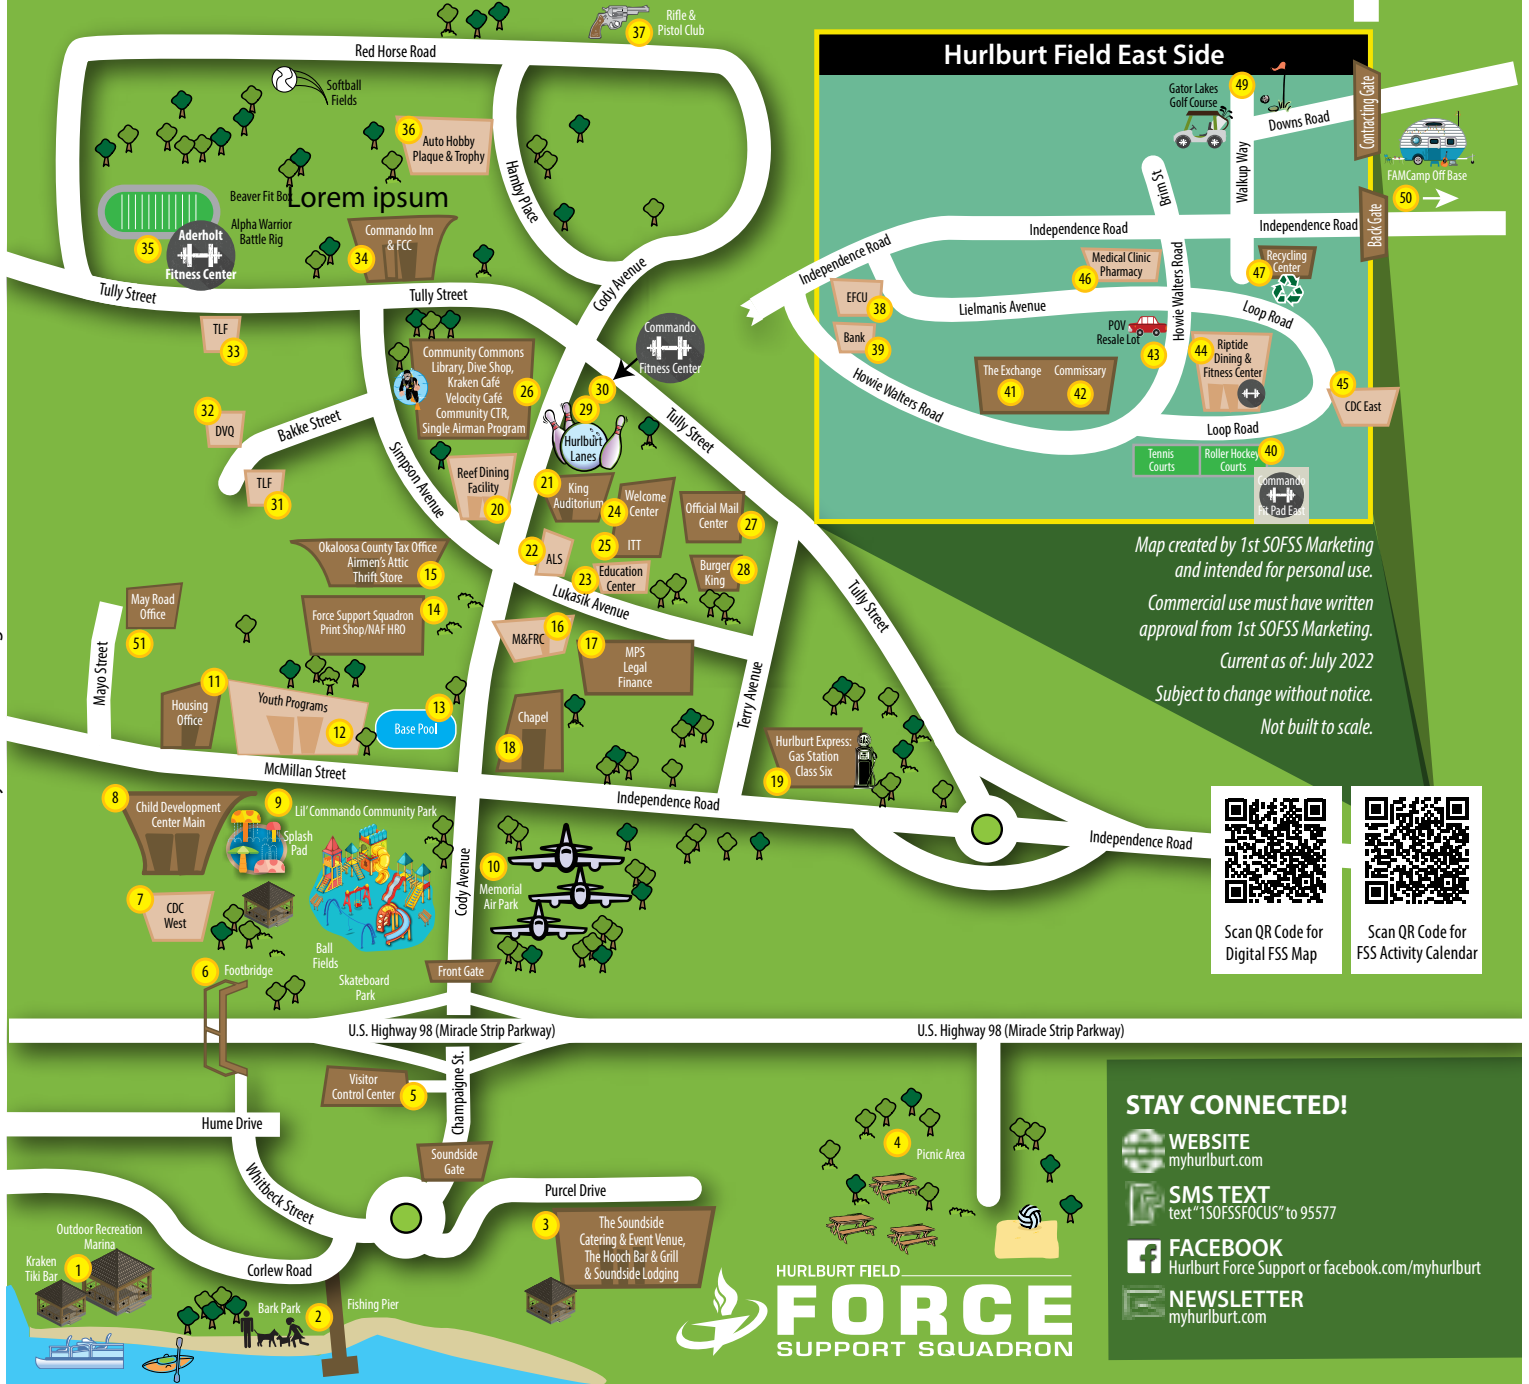 Rifle &
Pistol Club
37
Red Horse Road
Softball
Fields
36
Auto Hobby
Plaque & Trophy
Hamby Place
Beaver Fit Box
Lorem ipsum
Alpha Warrior
Battle Rig
35
Aderholt
Fitness Center
Commando Inn
& FCC
34
Tully Street
Tully Street
Cody Avenue
TLF
33
Commando
Fitness Center
Community Commons
Library, Dive Shop,
Kraken Café
Velocity Café
Community CTR,
Single Airman Program
26
30
29
Hurlburt
Lanes
Tully Street
32
DVQ
Bakke Street
Simpson Avenue
TLF
31
Reef Dining
Facility
20
21
King
Auditorium
24
Welcome
Center
25
ITT
Official Mail
Center
27
22
ALS
23
Education
Center
Burger
King
28
Lukasik Avenue
Tully Street
Okaloosa County Tax Office
Airmen's Attic
Thrift Store
15
Force Support Squadron
Print Shop/NAF HRO
14
May Road
Office
51
Mayo Street
M&FRC
16
17
MPS
Legal
Finance
Terry Avenue
11
Housing
Office
Youth Programs
12
13
Base Pool
Chapel
18
Hurlburt Express:
Gas Station
Class Six
19
McMillan Street
Independence Road
Independence Road
8
Child Development
Center Main
9
Lil' Commando Community Park
Splash
Pad
7
CDC
West
Cody Avenue
10
Memorial
Air Park
Ball
Fields
Skateboard
Park
6
Footbridge
Front Gate
U.S. Highway 98 (Miracle Strip Parkway)
U.S. Highway 98 (Miracle Strip Parkway)
Visitor
Control Center
5
Champaigne St.
Hume Drive
Soundside
Gate
Whitbeck Street
Purcel Drive
4
Picnic Area
3
The Soundside
Catering & Event Venue,
The Hooch Bar & Grill
& Soundside Lodging
Outdoor Recreation
Marina
Kraken
Tiki Bar
1
Corlew Road
Bark Park
2
Fishing Pier
HURLBURT FIELD
FORCE
SUPPORT SQUADRON
Hurlburt Field East Side
Gator Lakes
Golf Course
49
Downs Road
Contracting Gate
Walkup Way
Brim St
FAMCamp Off Base
50
Back Gate
Independence Road
Independence Road
Independence Road
Medical Clinic
Pharmacy
46
Recycling
Center
47
Howie Walters Road
EFCU
38
Lielmanis Avenue
Loop Road
Bank
39
POV
Resale Lot
43
44
Riptide
Dining &
Fitness Center
Howie Walters Road
The Exchange
41
Commissary
42
45
CDC East
Loop Road
Tennis
Courts
Roller Hockey
Courts
40
Commando
Fit Pad East
Map created by 1st SOFSS Marketing
and intended for personal use.
Commercial use must have written
approval from 1st SOFSS Marketing.
Current as of: July 2022
Subject to change without notice.
Not built to scale.
Scan QR Code for
Digital FSS Map
Scan QR Code for
FSS Activity Calendar
STAY CONNECTED!
WEBSITE
myhurlburt.com
SMS TEXT
text "1SOFSSFOCUS" to 95577
FACEBOOK
Hurlburt Force Support or facebook.com/myhurlburt
NEWSLETTER
myhurlburt.com